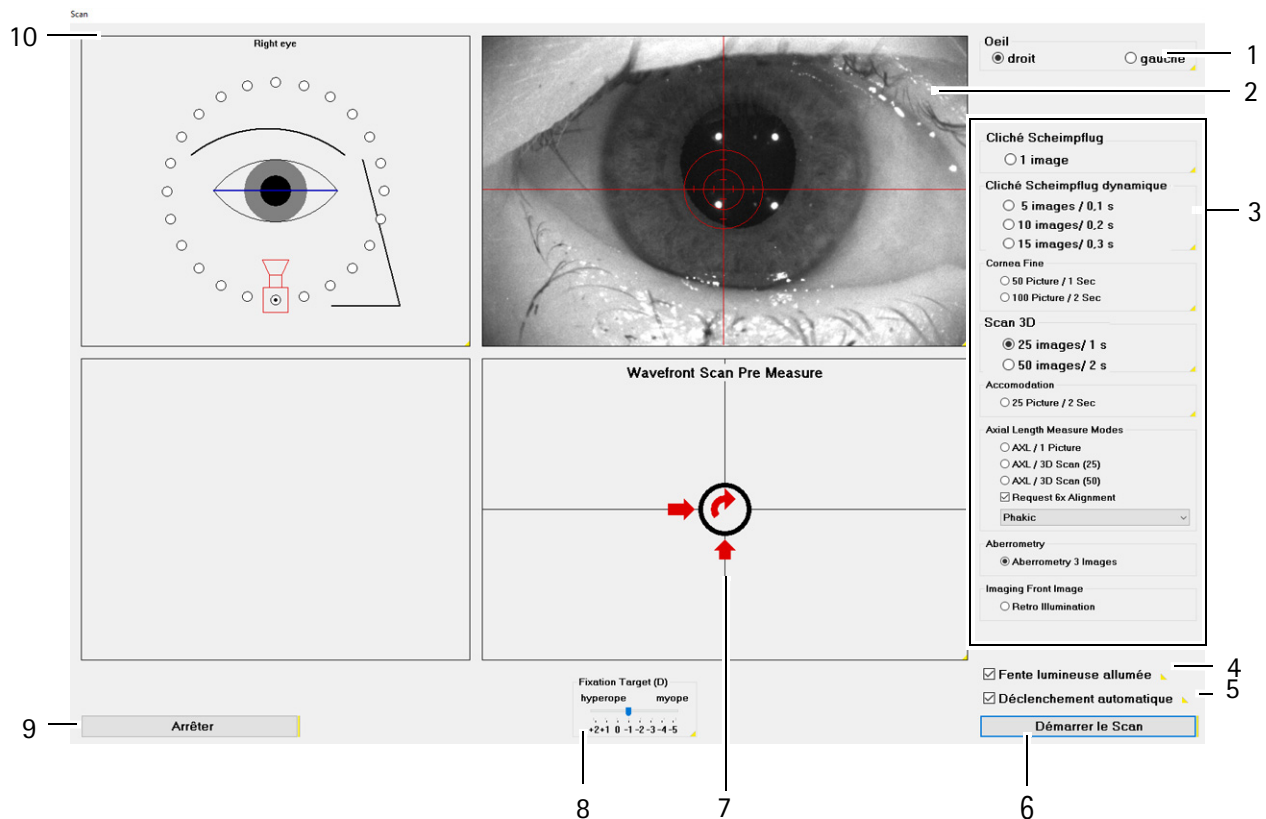 Scan
10
Right eye
Oeil
droit
gauche
1
2
Cliché Scheimpflug
1 image
Cliché Scheimpflug dynamique
5 images/ 0,1 s
10 images/ 0,2 s
15 images/ 0,3 s
3
Cornea Fine
50 Picture / 1 Sec
100 Picture / 2 Sec
Scan 3D
25 images/ 1 s
50 images/ 2 s
Accomodation
25 Picture / 2 Sec
Axial Length Measure Modes
AXL / 1 Picture
AXL / 3D Scan (25)
AXL / 3D Scan (50)
Request 6x Alignment
Phakic
Aberrometry
Aberrometry 3 Images
Imaging Front Image
Retro Illumination
Wavefront Scan Pre Measure
Fente lumineuse allumée
4
Déclenchement automatique
5
Fixation Target (D)
hyperope myope
+2+1 0 -1 -2 -3 -4 -5
9
Arrêter
Démarrer le Scan
8
7
6